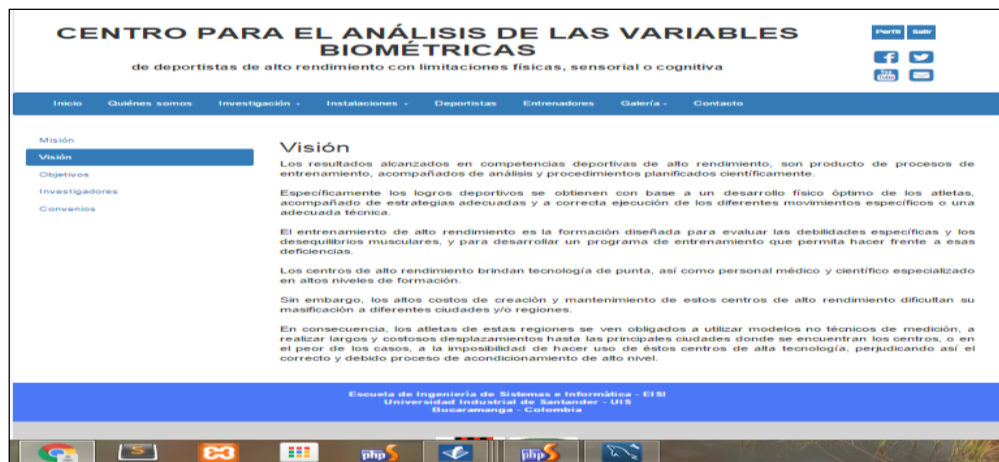 CENTRO PARA EL ANÁLISIS DE LAS VARIABLES
BIOMÉTRICAS
de deportistas de alto rendimiento con limitaciones físicas, sensorial o cognitiva
Perfil Salir
Inicio Quiénes somos Investigación Instalaciones Deportistas Entrenadores Galería Contacto
Misión
Visión
Objetivos
Investigadores
Convenios
Visión
Los resultados alcanzados en competencias deportivas de alto rendimiento, son producto de procesos de
entrenamiento, acompañados de análisis y procedimientos planificados científicamente.
Específicamente los logros deportivos se obtienen con base a un desarrollo físico óptimo de los atletas,
acompañado de estrategias adecuadas y a correcta ejecución de los diferentes movimientos específicos o una
adecuada técnica.
El entrenamiento de alto rendimiento es la formación diseñada para evaluar las debilidades específicas y los
desequilibrios musculares, y para desarrollar un programa de entrenamiento que permita hacer frente a esas
deficiencias.
Los centros de alto rendimiento brindan tecnología de punta, así como personal médico y científico especializado
en altos niveles de formación.
Sin embargo, los altos costos de creación y mantenimiento de estos centros de alto rendimiento dificultan su
masificación a diferentes ciudades y/o regiones.
En consecuencia, los atletas de estas regiones se ven obligados a utilizar modelos no técnicos de medición, a
realizar largos y costosos desplazamientos hasta las principales ciudades donde se encuentran los centros, o en
el peor de los casos, a la imposibilidad de hacer uso de éstos centros de alta tecnología, perjudicando así el
correcto y debido proceso de acondicionamiento de alto nivel.
Escuela de Ingeniería de Sistemas e Informática - EISI
Universidad Industrial de Santander - UIS
Bucaramanga - Colombia
php php